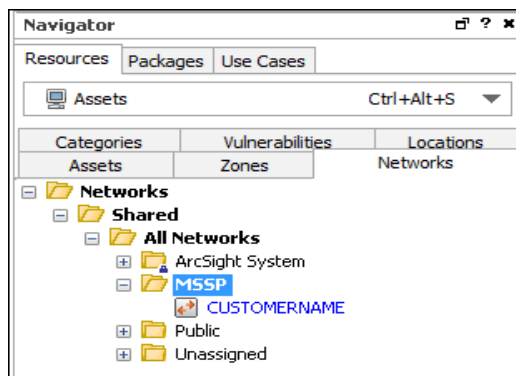 Navigator
Resources Packages Use Cases
Assets Ctrl+Alt+S
Categories Vulnerabilities Locations
Assets Zones Networks
Networks
Shared
All Networks
ArcSight System
MSSP
CUSTOMERNAME
Public
Unassigned